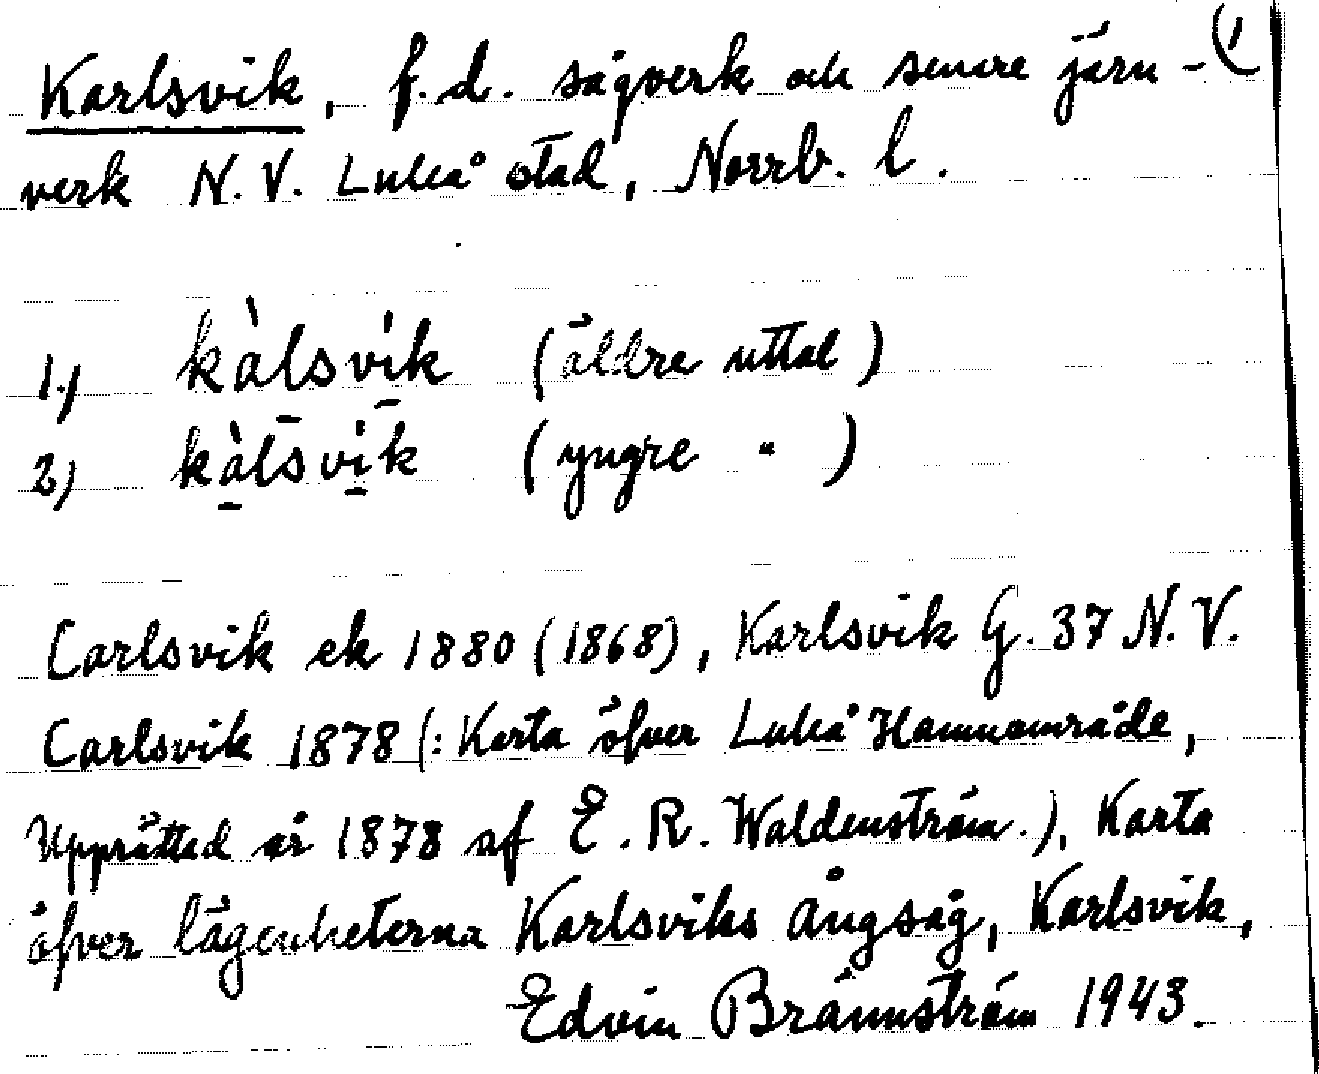 Karlsvik, f.d. sågverk och senare järn- (1
verk N.V. Luleå stad, Norrb. l.
1.) kàlsvík (äldre uttal)
2) kàlsvík (yngre " )
Carlsvik ek 1880 (1868), Karlsvik G. 37 N.V.
Carlsvik 1878 (: Karta öfver Luleå Hamnområde,
Upprättad år 1878 af E. R. Waldenström.), Karta
öfver lägenheterna Karlsviks Ångsåg, Karlsvik,
Edvin Brännström 1943.